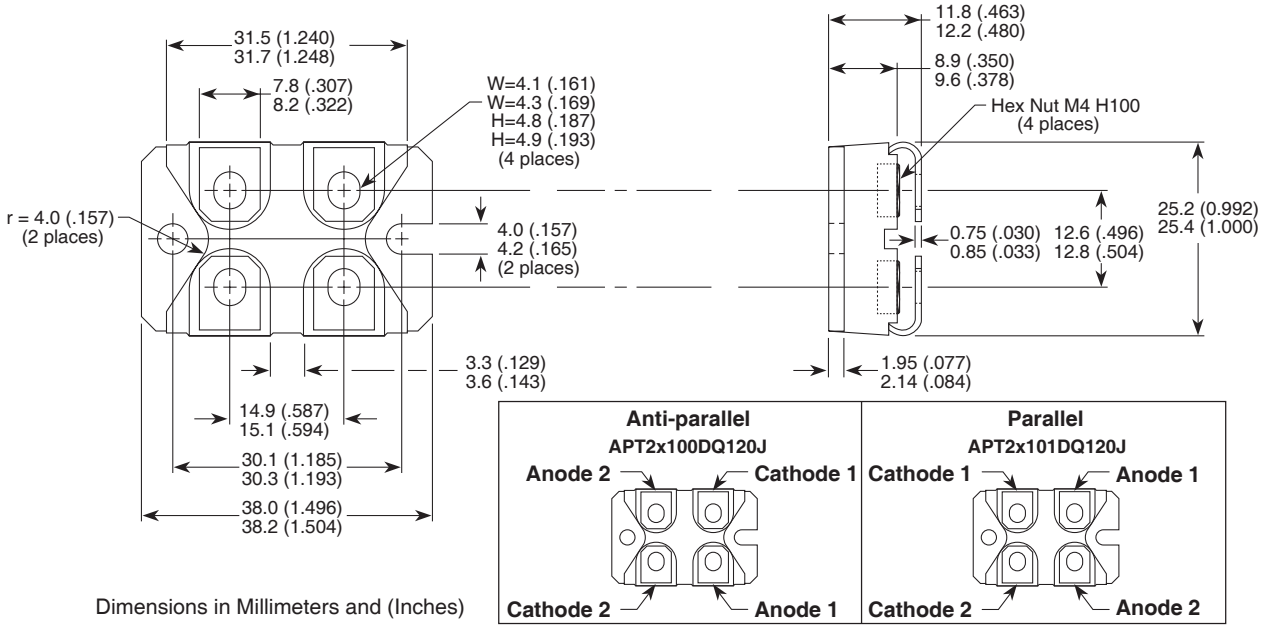 31.5 (1.240)
31.7 (1.248)
7.8 (.307)
8.2 (.322)
W=4.1 (.161)
W=4.3 (.169)
H=4.8 (.187)
H=4.9 (.193)
(4 places)
r = 4.0 (.157)
(2 places)
4.0 (.157)
4.2 (.165)
(2 places)
3.3 (.129)
3.6 (.143)
14.9 (.587)
15.1 (.594)
30.1 (1.185)
30.3 (1.193)
38.0 (1.496)
38.2 (1.504)
11.8 (.463)
12.2 (.480)
8.9 (.350)
9.6 (.378)
Hex Nut M4 H100
(4 places)
0.75 (.030)
0.85 (.033)
12.6 (.496)
12.8 (.504)
25.2 (0.992)
25.4 (1.000)
1.95 (.077)
2.14 (.084)
Anti-parallel
APT2x100DQ120J
Anode 2
Cathode 1
Cathode 2
Anode 1
Parallel
APT2x101DQ120J
Cathode 1
Anode 1
Cathode 2
Anode 2
Dimensions in Millimeters and (Inches)